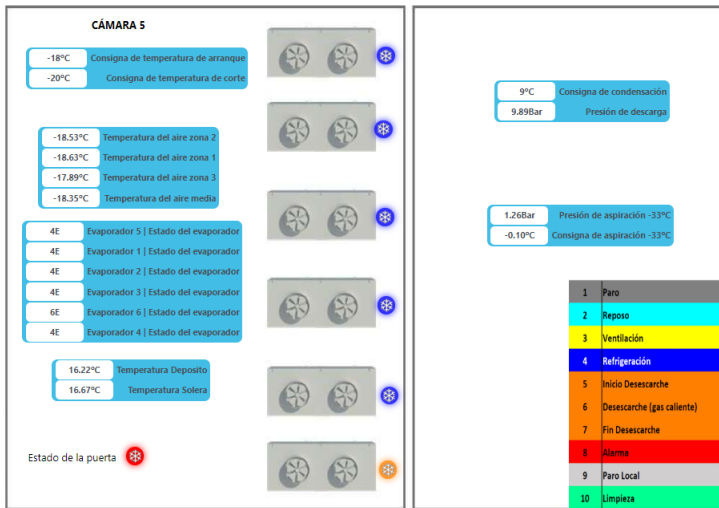 CÁMARA 5
-18ºC Consigna de temperatura de arranque
-20ºC Consigna de temperatura de corte
-18.53ºC Temperatura del aire zona 2
-18.63ºC Temperatura del aire zona 1
-17.89ºC Temperatura del aire zona 3
-18.35ºC Temperatura del aire media
4E Evaporador 5 | Estado del evaporador
4E Evaporador 1 | Estado del evaporador
4E Evaporador 2 | Estado del evaporador
4E Evaporador 3 | Estado del evaporador
6E Evaporador 6 | Estado del evaporador
4E Evaporador 4 | Estado del evaporador
16.22ºC Temperatura Deposito
16.67ºC Temperatura Solera
Estado de la puerta
9ºC Consigna de condensación
9.89Bar Presión de descarga
1.26Bar Presión de aspiración -33ºC
-0.10ºC Consigna de aspiración -33ºC
1 Paro
2 Reposo
3 Ventilación
4 Refrigeración
5 Inicio Desescarche
6 Desescarche (gas caliente)
7 Fin Desescarche
8 Alarma
9 Paro Local
10 Limpieza